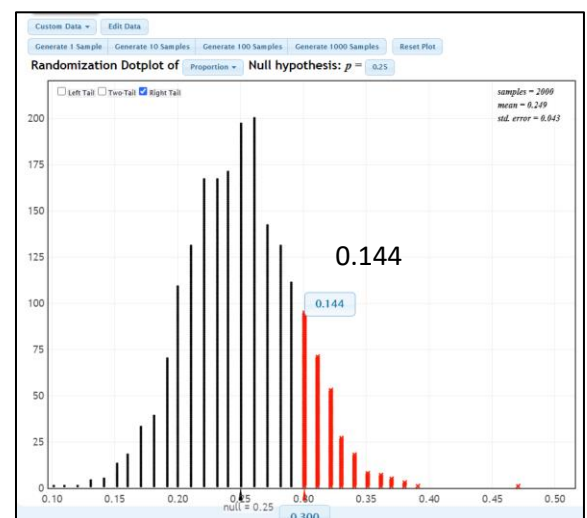 Custom Data Edit Data
Generate 1 Sample Generate 10 Samples Generate 100 Samples Generate 1000 Samples Reset Plot
Randomization Dotplot of Proportion Null hypothesis: p = 0.25
Left Tail Two-Tail Right Tail
samples = 2000
mean = 0.249
std. error = 0.043
200
175
150
125
0.144
100
0.144
75
50
25
0
0.10 0.15 0.20 0.25 0.30 0.35 0.40 0.45 0.50
null = 0.25
0.300